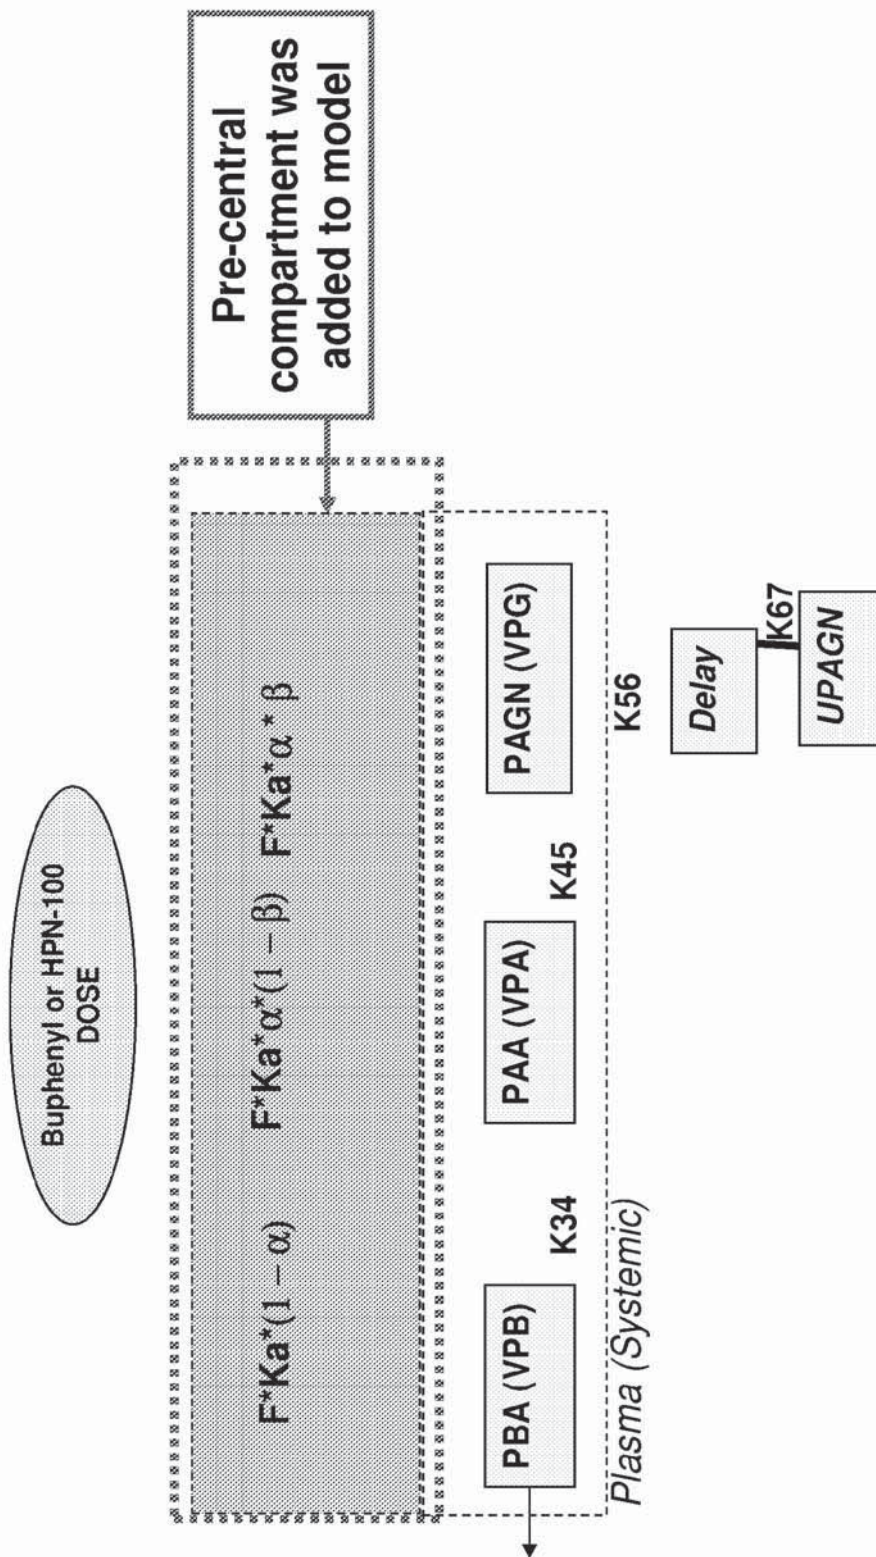 Buphenyl or HPN-100
DOSE
Pre-central
compartment was
added to model
F*Ka*(1 – α) F*Ka*α*(1 – β) F*Ka*α* β
PBA (VPB)
K34
PAA (VPA)
K45
PAGN (VPG)
Plasma (Systemic)
K56
Delay
K67
UPAGN